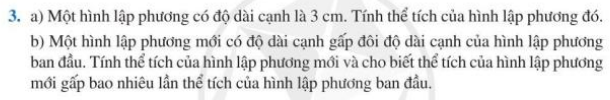 3. a) Một hình lập phương có độ dài cạnh là 3 cm. Tính thể tích của hình lập phương đó.
b) Một hình lập phương mới có độ dài cạnh gấp đôi độ dài cạnh của hình lập phương
ban đầu. Tính thể tích của hình lập phương mới và cho biết thể tích của hình lập phương
mới gấp bao nhiêu lần thể tích của hình lập phương ban đầu.